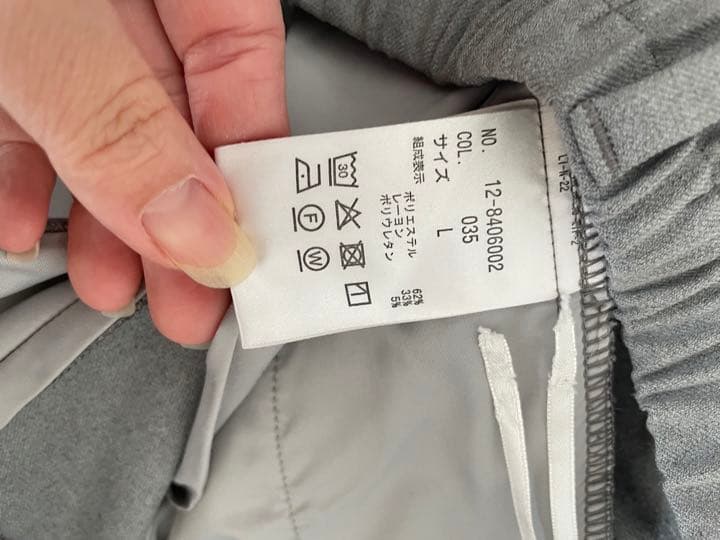 NO. 12-8406002
COL. 035
サイズ L
組成表示
ポリエステル 62%
レーヨン 33%
ポリウレタン 5%
30
F
W